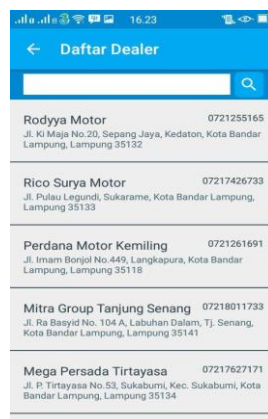 16.23
Daftar Dealer
Rodyya Motor 0721255165
Jl. Ki Maja No.20, Sepang Jaya, Kedaton, Kota Bandar
Lampung, Lampung 35132
Rico Surya Motor 07217426733
Jl. Pulau Legundi, Sukarame, Kota Bandar Lampung,
Lampung 35133
Perdana Motor Kemiling 0721261691
Jl. Imam Bonjol No.449, Langkapura, Kota Bandar
Lampung, Lampung 35118
Mitra Group Tanjung Senang 07218011733
Jl. Ra Basyid No. 104 A, Labuhan Dalam, Tj. Senang,
Kota Bandar Lampung, Lampung 35141
Mega Persada Tirtayasa 07217627171
Jl. P. Tirtayasa No.53, Sukabumi, Kec. Sukabumi, Kota
Bandar Lampung, Lampung 35134